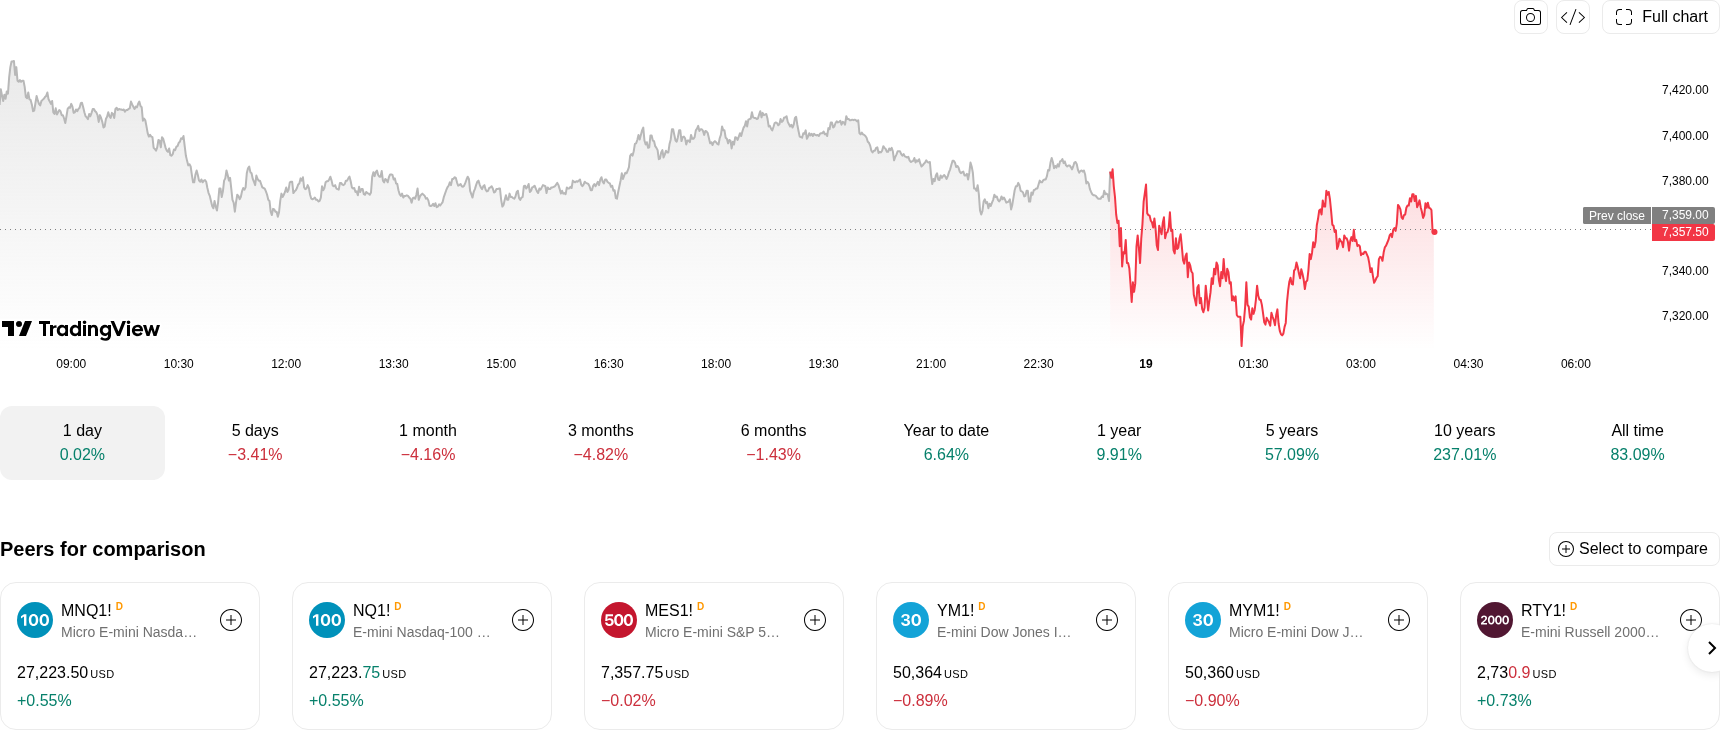 Full chart
7,420.00
7,400.00
7,380.00
Prev close 7,359.00
7,357.50
7,340.00
7,320.00
TradingView
09:00 10:30 12:00 13:30 15:00 16:30 18:00 19:30 21:00 22:30 19 01:30 03:00 04:30 06:00
1 day 5 days 1 month 3 months 6 months Year to date 1 year 5 years 10 years All time
0.02% −3.41% −4.16% −4.82% −1.43% 6.64% 9.91% 57.09% 237.01% 83.09%
Peers for comparison
Select to compare
100 MNQ1! D
Micro E-mini Nasda…
27,223.50 USD
+0.55%
100 NQ1! D
E-mini Nasdaq-100 …
27,223.75 USD
+0.55%
500 MES1! D
Micro E-mini S&P 5…
7,357.75 USD
−0.02%
30 YM1! D
E-mini Dow Jones I…
50,364 USD
−0.89%
30 MYM1! D
Micro E-mini Dow J…
50,360 USD
−0.90%
2000 RTY1! D
E-mini Russell 2000…
2,730.9 USD
+0.73%